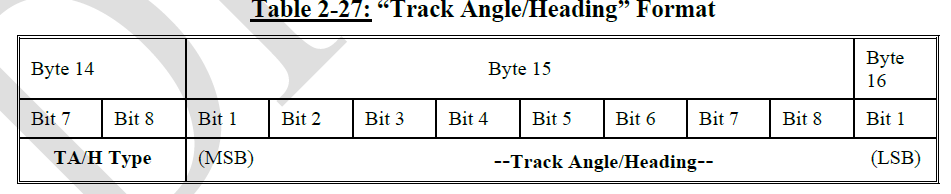 Table 2-27: “Track Angle/Heading” Format
Byte 14 Byte 15 Byte
16
Bit 7 Bit 8 Bit 1 Bit 2 Bit 3 Bit 4 Bit 5 Bit 6 Bit 7 Bit 8 Bit 1
TA/H Type (MSB) --Track Angle/Heading-- (LSB)